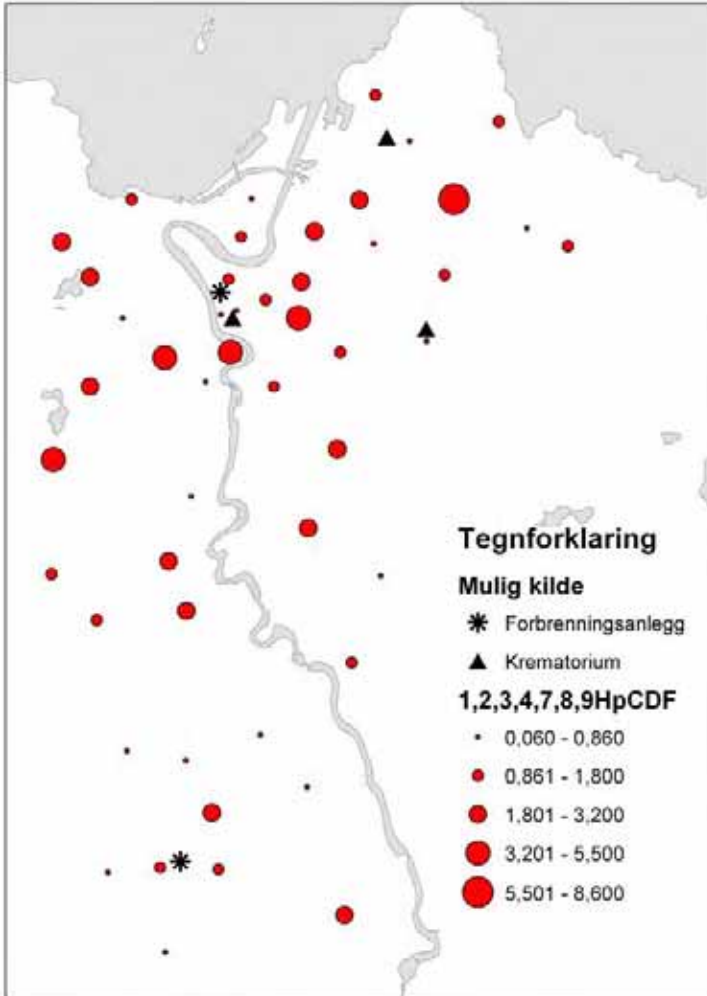 Tegnforklaring
Mulig kilde
Forbrenningsanlegg
Krematorium
1,2,3,4,7,8,9HpCDF
0,060 - 0,860
0,861 - 1,800
1,801 - 3,200
3,201 - 5,500
5,501 - 8,600